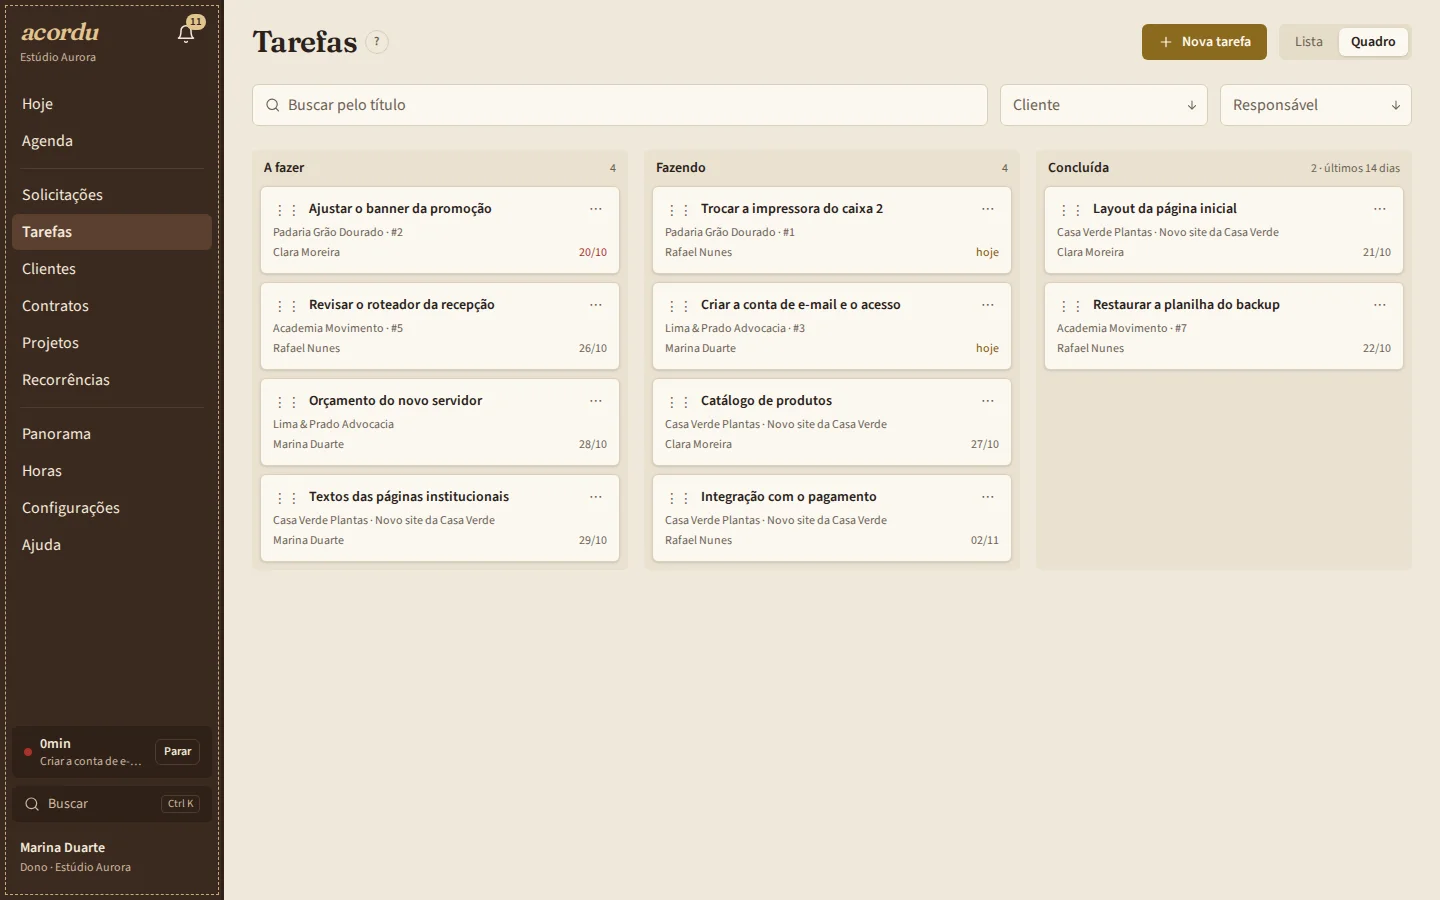 acordu
11
Estúdio Aurora
Hoje
Agenda
Solicitações
Tarefas
Clientes
Contratos
Projetos
Recorrências
Panorama
Horas
Configurações
Ajuda
0min
Criar a conta de e-...
Parar
Buscar
Ctrl K
Marina Duarte
Dono · Estúdio Aurora
Tarefas ?
+ Nova tarefa
Lista
Quadro
Buscar pelo título
Cliente
Responsável
A fazer 4
Ajustar o banner da promoção
Padaria Grão Dourado · #2
Clara Moreira 20/10
Revisar o roteador da recepção
Academia Movimento · #5
Rafael Nunes 26/10
Orçamento do novo servidor
Lima & Prado Advocacia
Marina Duarte 28/10
Textos das páginas institucionais
Casa Verde Plantas · Novo site da Casa Verde
Marina Duarte 29/10
Fazendo 4
Trocar a impressora do caixa 2
Padaria Grão Dourado · #1
Rafael Nunes hoje
Criar a conta de e-mail e o acesso
Lima & Prado Advocacia · #3
Marina Duarte hoje
Catálogo de produtos
Casa Verde Plantas · Novo site da Casa Verde
Clara Moreira 27/10
Integração com o pagamento
Casa Verde Plantas · Novo site da Casa Verde
Rafael Nunes 02/11
Concluída 2 · últimos 14 dias
Layout da página inicial
Casa Verde Plantas · Novo site da Casa Verde
Clara Moreira 21/10
Restaurar a planilha do backup
Academia Movimento · #7
Rafael Nunes 22/10